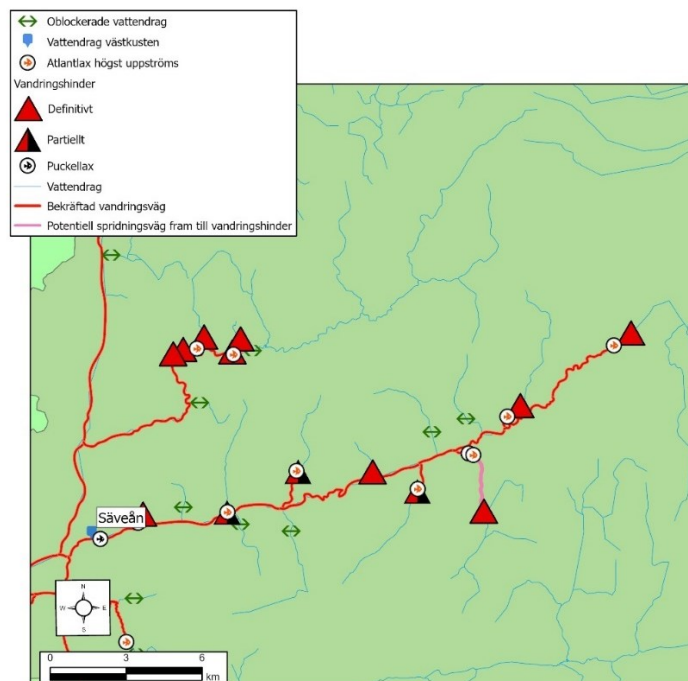 Oblockerade vattendrag
Vattendrag västkusten
Atlantlax högst uppströms
Vandringshinder
Definitivt
Partiellt
Puckellax
Vattendrag
Bekräftad vandringsväg
Potentiell spridningsväg fram till vandringshinder
Säveån
N
W E
S
0 3 6
km